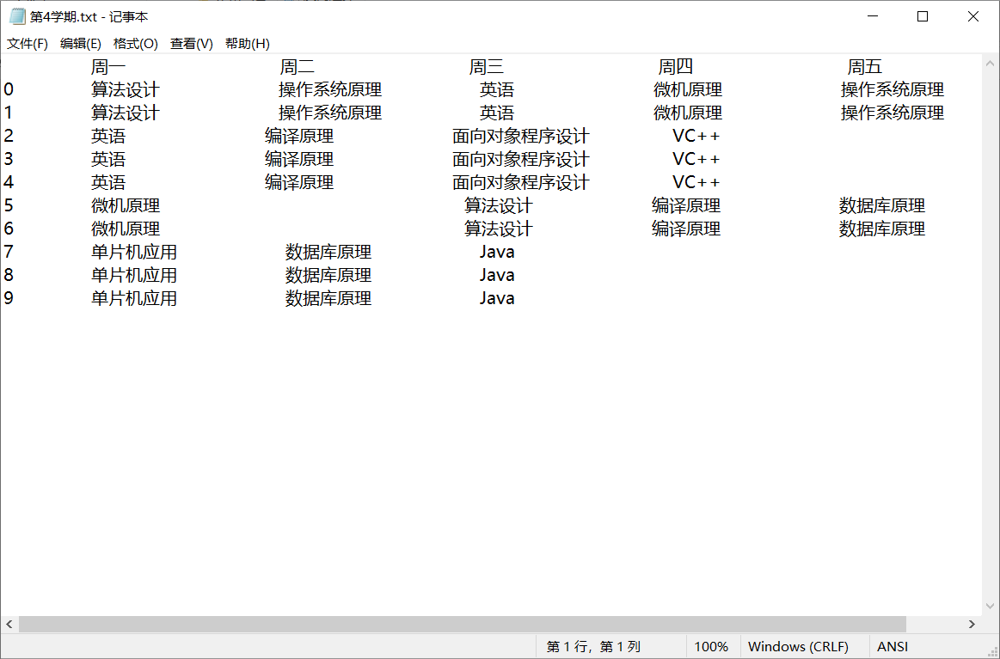 第4学期.txt - 记事本
文件(F) 编辑(E) 格式(O) 查看(V) 帮助(H)
周一 周二 周三 周四 周五
0 算法设计 操作系统原理 英语 微机原理 操作系统原理
1 算法设计 操作系统原理 英语 微机原理 操作系统原理
2 英语 编译原理 面向对象程序设计 VC++
3 英语 编译原理 面向对象程序设计 VC++
4 英语 编译原理 面向对象程序设计 VC++
5 微机原理 算法设计 编译原理 数据库原理
6 微机原理 算法设计 编译原理 数据库原理
7 单片机应用 数据库原理 Java
8 单片机应用 数据库原理 Java
9 单片机应用 数据库原理 Java
第 1 行，第 1 列 100% Windows (CRLF) ANSI